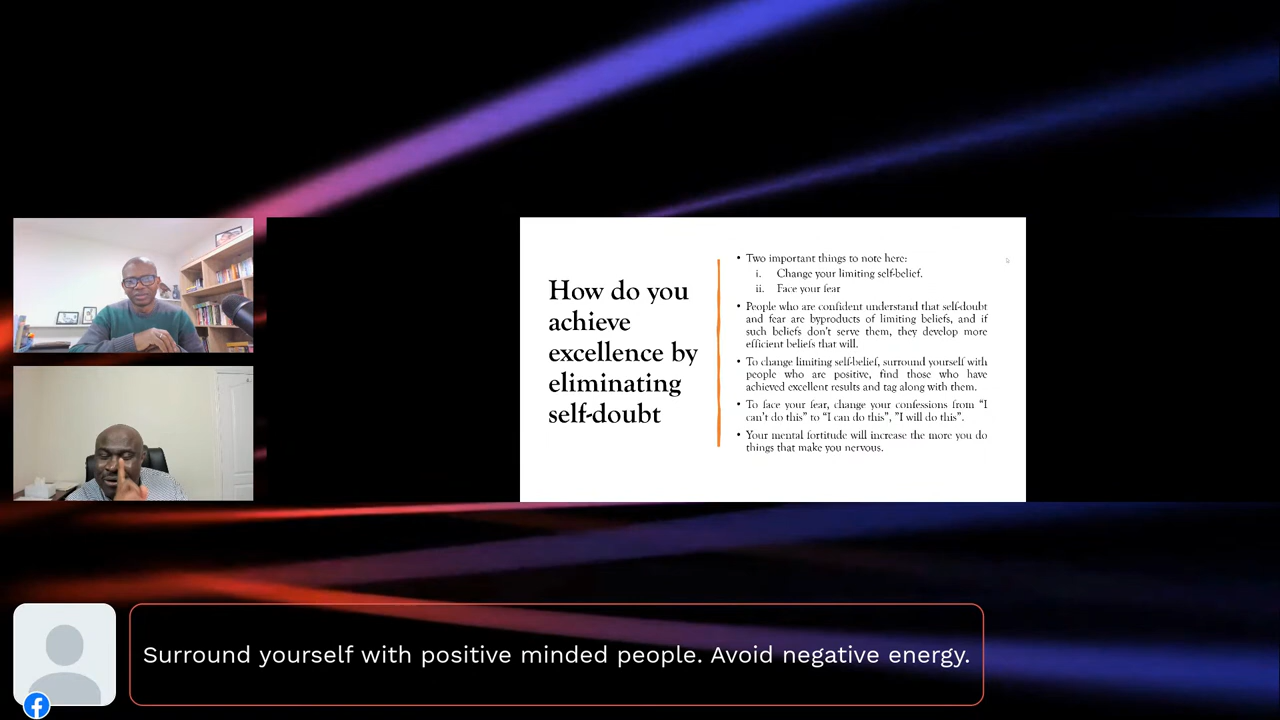 How do you
achieve
excellence by
eliminating
self-doubt
• Two important things to note here:
i. Change your limiting self-belief.
ii. Face your fear
• People who are confident understand that self-doubt
and fear are byproducts of limiting beliefs, and if
such beliefs don't serve them, they develop more
efficient beliefs that will.
• To change limiting self-belief, surround yourself with
people who are positive, find those who have
achieved excellent results and tag along with them.
• To face your fear, change your confessions from “I
can't do this” to “I can do this”, ”I will do this”.
• Your mental fortitude will increase the more you do
things that make you nervous.
Surround yourself with positive minded people. Avoid negative energy.